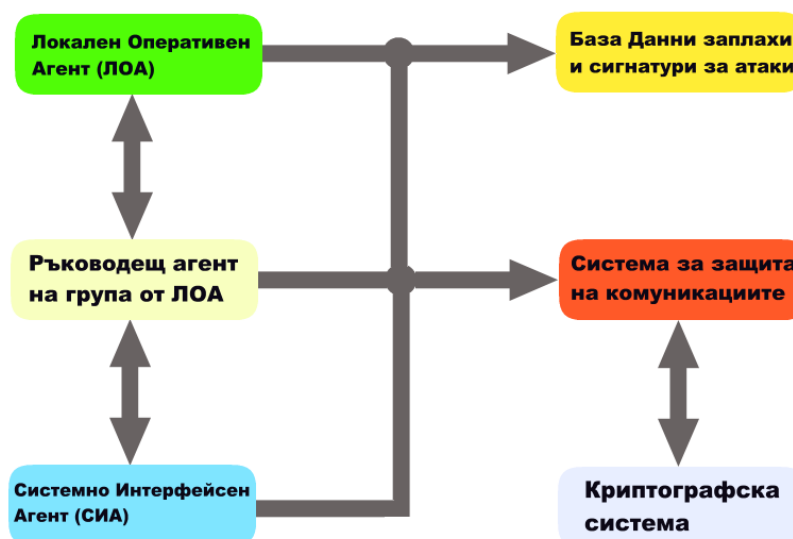 Локален Оперативен
Агент (ЛОА)
База Данни заплахи
и сигнатури за атаки
Ръководещ агент
на група от ЛОА
Система за защита
на комуникациите
Системно Интерфейсен
Агент (СИА)
Криптографска
система